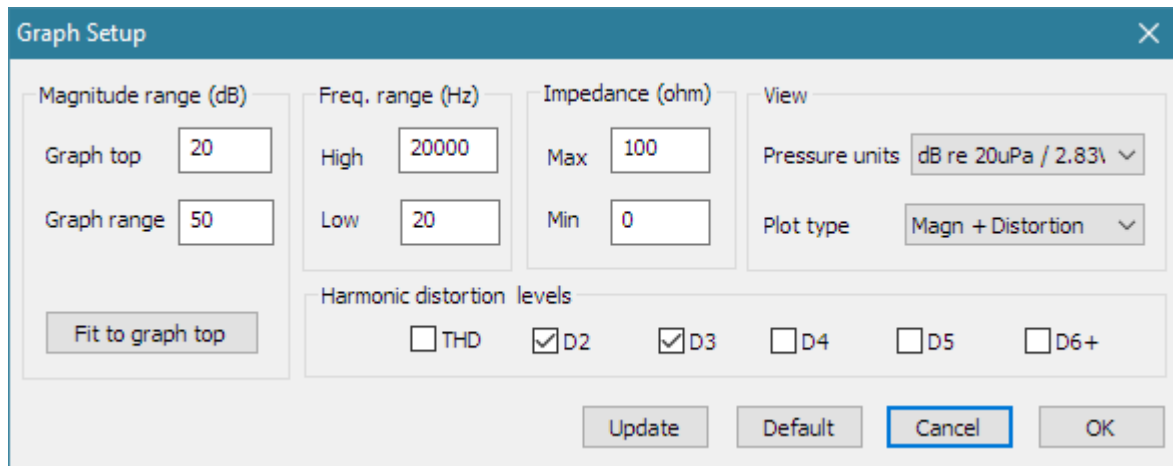 Graph Setup
Magnitude range (dB)
Graph top 20
Graph range 50
Fit to graph top
Freq. range (Hz)
High 20000
Low 20
Impedance (ohm)
Max 100
Min 0
View
Pressure units dB re 20uPa / 2.83\
Plot type Magn + Distortion
Harmonic distortion levels
THD D2 D3 D4 D5 D6+
Update Default Cancel OK